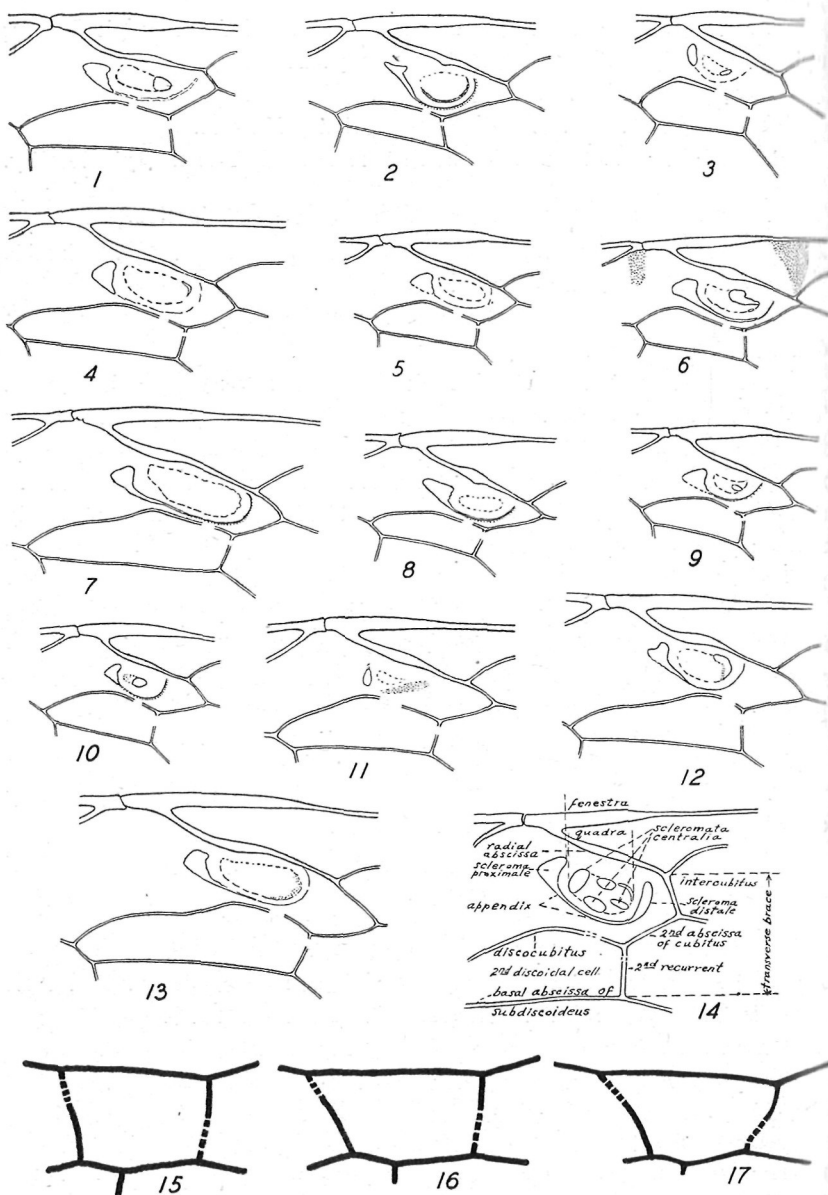 1
2
3
4
5
6
7
8
9
10
11
12
13
fenestra
quadra
scleromata
centralia
radial
abscissa
scleroma
proximale
intercubitus
appendix
scleroma
distale
2nd abscissa
of cubitus
discocubitus
2nd discoidal cell
2nd recurrent
transverse brace
basal abscissa of
subdiscoideus
14
15
16
17